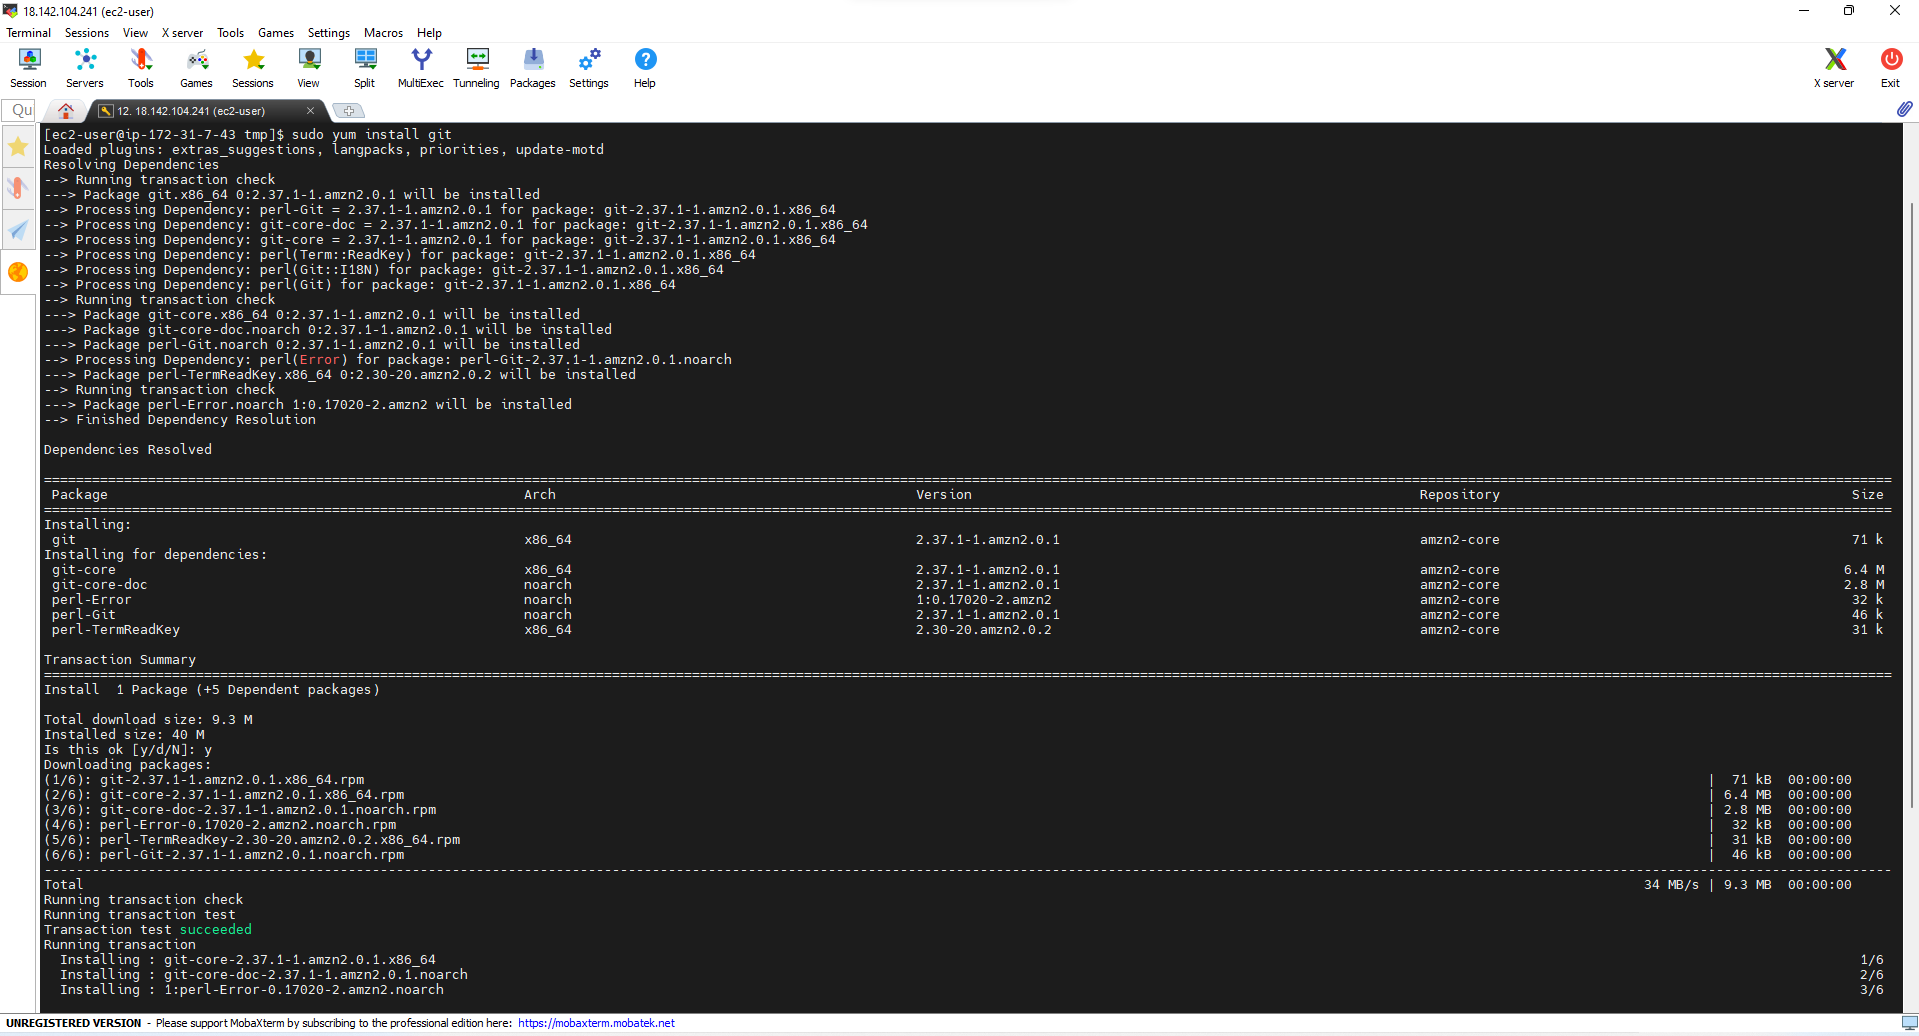 18.142.104.241 (ec2-user)
Terminal Sessions View X server Tools Games Settings Macros Help
Session Servers Tools Games Sessions View Split MultiExec Tunneling Packages Settings Help X server Exit
Qu 12. 18.142.104.241 (ec2-user)
[ec2-user@ip-172-31-7-43 tmp]$ sudo yum install git
Loaded plugins: extras_suggestions, langpacks, priorities, update-motd
Resolving Dependencies
--> Running transaction check
---> Package git.x86_64 0:2.37.1-1.amzn2.0.1 will be installed
--> Processing Dependency: perl-Git = 2.37.1-1.amzn2.0.1 for package: git-2.37.1-1.amzn2.0.1.x86_64
--> Processing Dependency: git-core-doc = 2.37.1-1.amzn2.0.1 for package: git-2.37.1-1.amzn2.0.1.x86_64
--> Processing Dependency: git-core = 2.37.1-1.amzn2.0.1 for package: git-2.37.1-1.amzn2.0.1.x86_64
--> Processing Dependency: perl(Term::ReadKey) for package: git-2.37.1-1.amzn2.0.1.x86_64
--> Processing Dependency: perl(Git::I18N) for package: git-2.37.1-1.amzn2.0.1.x86_64
--> Processing Dependency: perl(Git) for package: git-2.37.1-1.amzn2.0.1.x86_64
--> Running transaction check
---> Package git-core.x86_64 0:2.37.1-1.amzn2.0.1 will be installed
---> Package git-core-doc.noarch 0:2.37.1-1.amzn2.0.1 will be installed
---> Package perl-Git.noarch 0:2.37.1-1.amzn2.0.1 will be installed
--> Processing Dependency: perl(Error) for package: perl-Git-2.37.1-1.amzn2.0.1.noarch
---> Package perl-TermReadKey.x86_64 0:2.30-20.amzn2.0.2 will be installed
--> Running transaction check
---> Package perl-Error.noarch 1:0.17020-2.amzn2 will be installed
--> Finished Dependency Resolution
Dependencies Resolved
Package Arch Version Repository Size
Installing:
git x86_64 2.37.1-1.amzn2.0.1 amzn2-core 71 k
Installing for dependencies:
git-core x86_64 2.37.1-1.amzn2.0.1 amzn2-core 6.4 M
git-core-doc noarch 2.37.1-1.amzn2.0.1 amzn2-core 2.8 M
perl-Error noarch 1:0.17020-2.amzn2 amzn2-core 32 k
perl-Git noarch 2.37.1-1.amzn2.0.1 amzn2-core 46 k
perl-TermReadKey x86_64 2.30-20.amzn2.0.2 amzn2-core 31 k
Transaction Summary
Install 1 Package (+5 Dependent packages)
Total download size: 9.3 M
Installed size: 40 M
Is this ok [y/d/N]: y
Downloading packages:
(1/6): git-2.37.1-1.amzn2.0.1.x86_64.rpm | 71 kB 00:00:00
(2/6): git-core-2.37.1-1.amzn2.0.1.x86_64.rpm | 6.4 MB 00:00:00
(3/6): git-core-doc-2.37.1-1.amzn2.0.1.noarch.rpm | 2.8 MB 00:00:00
(4/6): perl-Error-0.17020-2.amzn2.noarch.rpm | 32 kB 00:00:00
(5/6): perl-TermReadKey-2.30-20.amzn2.0.2.x86_64.rpm | 31 kB 00:00:00
(6/6): perl-Git-2.37.1-1.amzn2.0.1.noarch.rpm | 46 kB 00:00:00
Total 34 MB/s | 9.3 MB 00:00:00
Running transaction check
Running transaction test
Transaction test succeeded
Running transaction
Installing : git-core-2.37.1-1.amzn2.0.1.x86_64 1/6
Installing : git-core-doc-2.37.1-1.amzn2.0.1.noarch 2/6
Installing : 1:perl-Error-0.17020-2.amzn2.noarch 3/6
UNREGISTERED VERSION - Please support MobaXterm by subscribing to the professional edition here: https://mobaxterm.mobatek.net